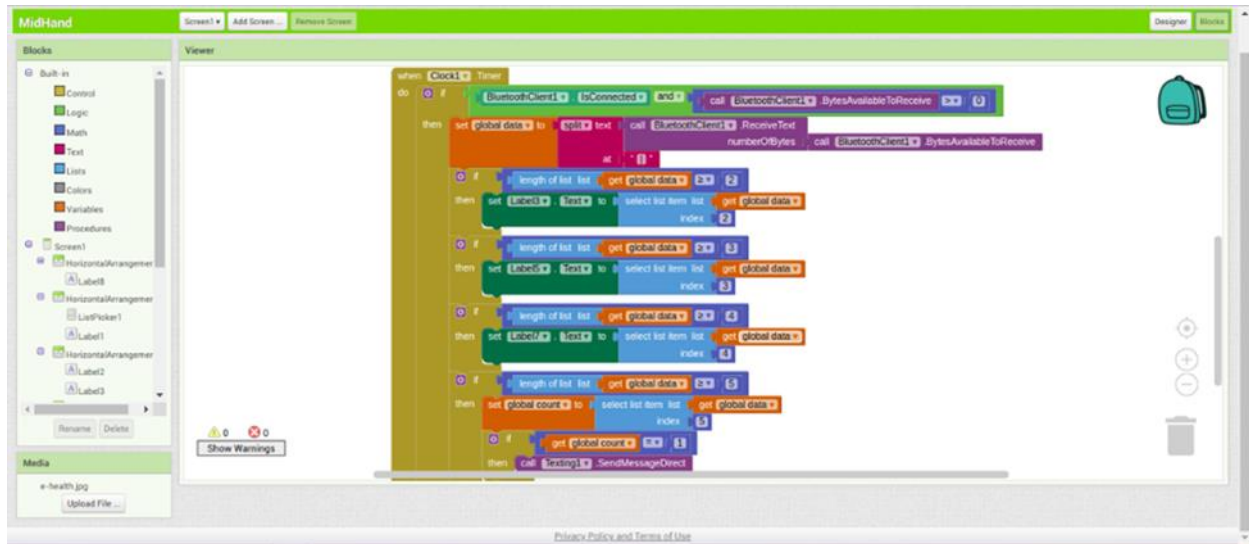 MidHand
Screen1 Add Screen ... Remove Screen
Designer Blocks
Blocks
Viewer
Built-in
Control
Logic
Math
Text
Lists
Colors
Variables
Procedures
Screen1
HorizontalArrangemer
Label8
HorizontalArrangemer
ListPicker1
Label1
HorizontalArrangemer
Label2
Label3
Rename Delete
Media
e-health.jpg
Upload File ...
when Clock1 .Timer
do if BluetoothClient1 . IsConnected and call BluetoothClient1 .BytesAvailableToReceive > 0
then set global data to split text call BluetoothClient1 .ReceiveText
numberOfBytes call BluetoothClient1 .BytesAvailableToReceive
at
if length of list list get global data ≥ 2
then set Label3 . Text to select list item list get global data
index 2
if length of list list get global data ≥ 3
then set Label5 . Text to select list item list get global data
index 3
if length of list list get global data ≥ 4
then set Label7 . Text to select list item list get global data
index 4
if length of list list get global data ≥ 5
then set global count to select list item list get global data
index 5
if get global count = 1
then call Texting1 .SendMessageDirect
0 0
Show Warnings
Privacy Policy and Terms of Use